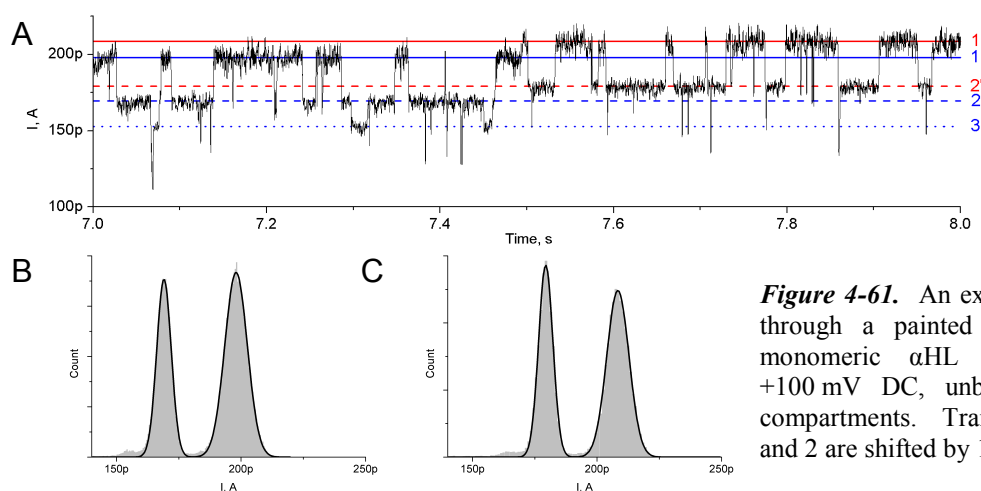 A
200p
150p
100p
I, A
7.0 7.2 7.4 7.6 7.8 8.0
Time, s
1
1
2
2
3
B
Count
150p 200p 250p
I, A
C
Count
150p 200p 250p
I, A
Figure 4-61. An ex
through a painted
monomeric αHL
+100 mV DC, unb
compartments. Tra
and 2 are shifted by 1